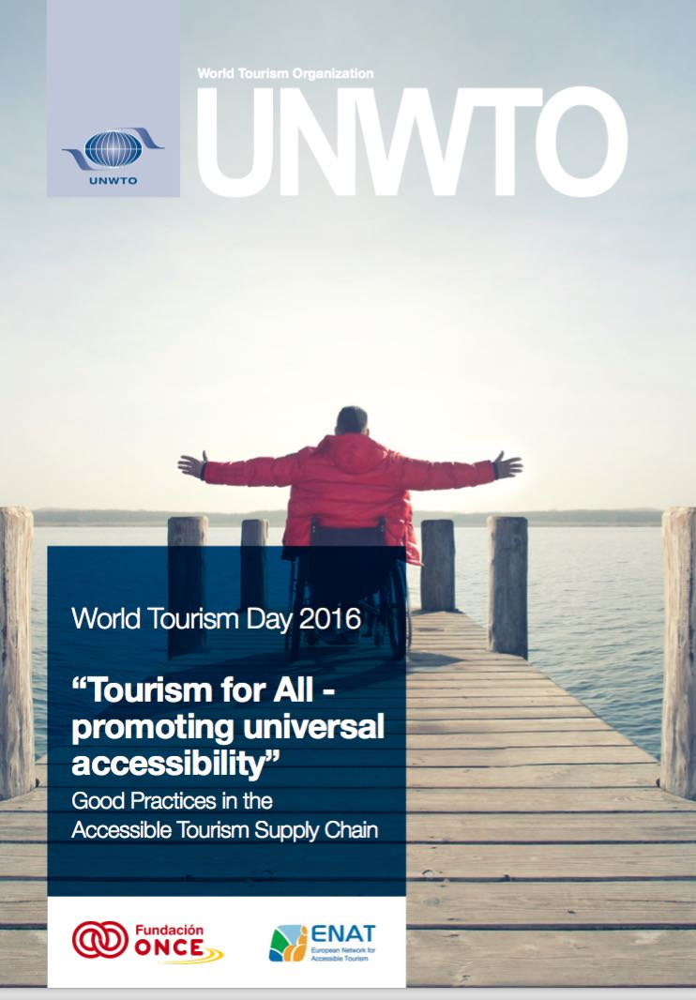 World Tourism Organization
UNWTO
UNWTO
World Tourism Day 2016
“Tourism for All -
promoting universal
accessibility”
Good Practices in the
Accessible Tourism Supply Chain
Fundación
ONCE
ENAT
European Network for
Accessible Tourism